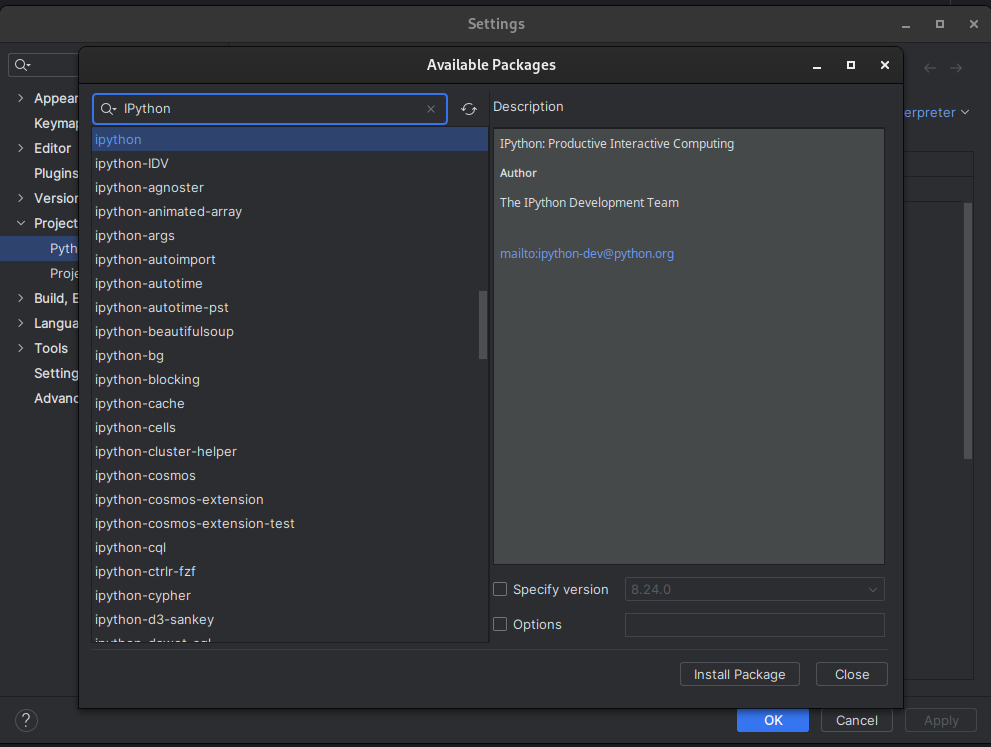 Settings
Available Packages
IPython
Description
Appear
Keymap
Editor
Plugins
Version
Project
Pyth
Proje
Build, E
Langua
Tools
Setting
Advanc
erpreter
ipython
ipython-IDV
ipython-agnoster
ipython-animated-array
ipython-args
ipython-autoimport
ipython-autotime
ipython-autotime-pst
ipython-beautifulsoup
ipython-bg
ipython-blocking
ipython-cache
ipython-cells
ipython-cluster-helper
ipython-cosmos
ipython-cosmos-extension
ipython-cosmos-extension-test
ipython-cql
ipython-ctrlr-fzf
ipython-cypher
ipython-d3-sankey
IPython: Productive Interactive Computing
Author
The IPython Development Team
mailto:ipython-dev@python.org
Specify version
8.24.0
Options
Install Package
Close
?
OK
Cancel
Apply